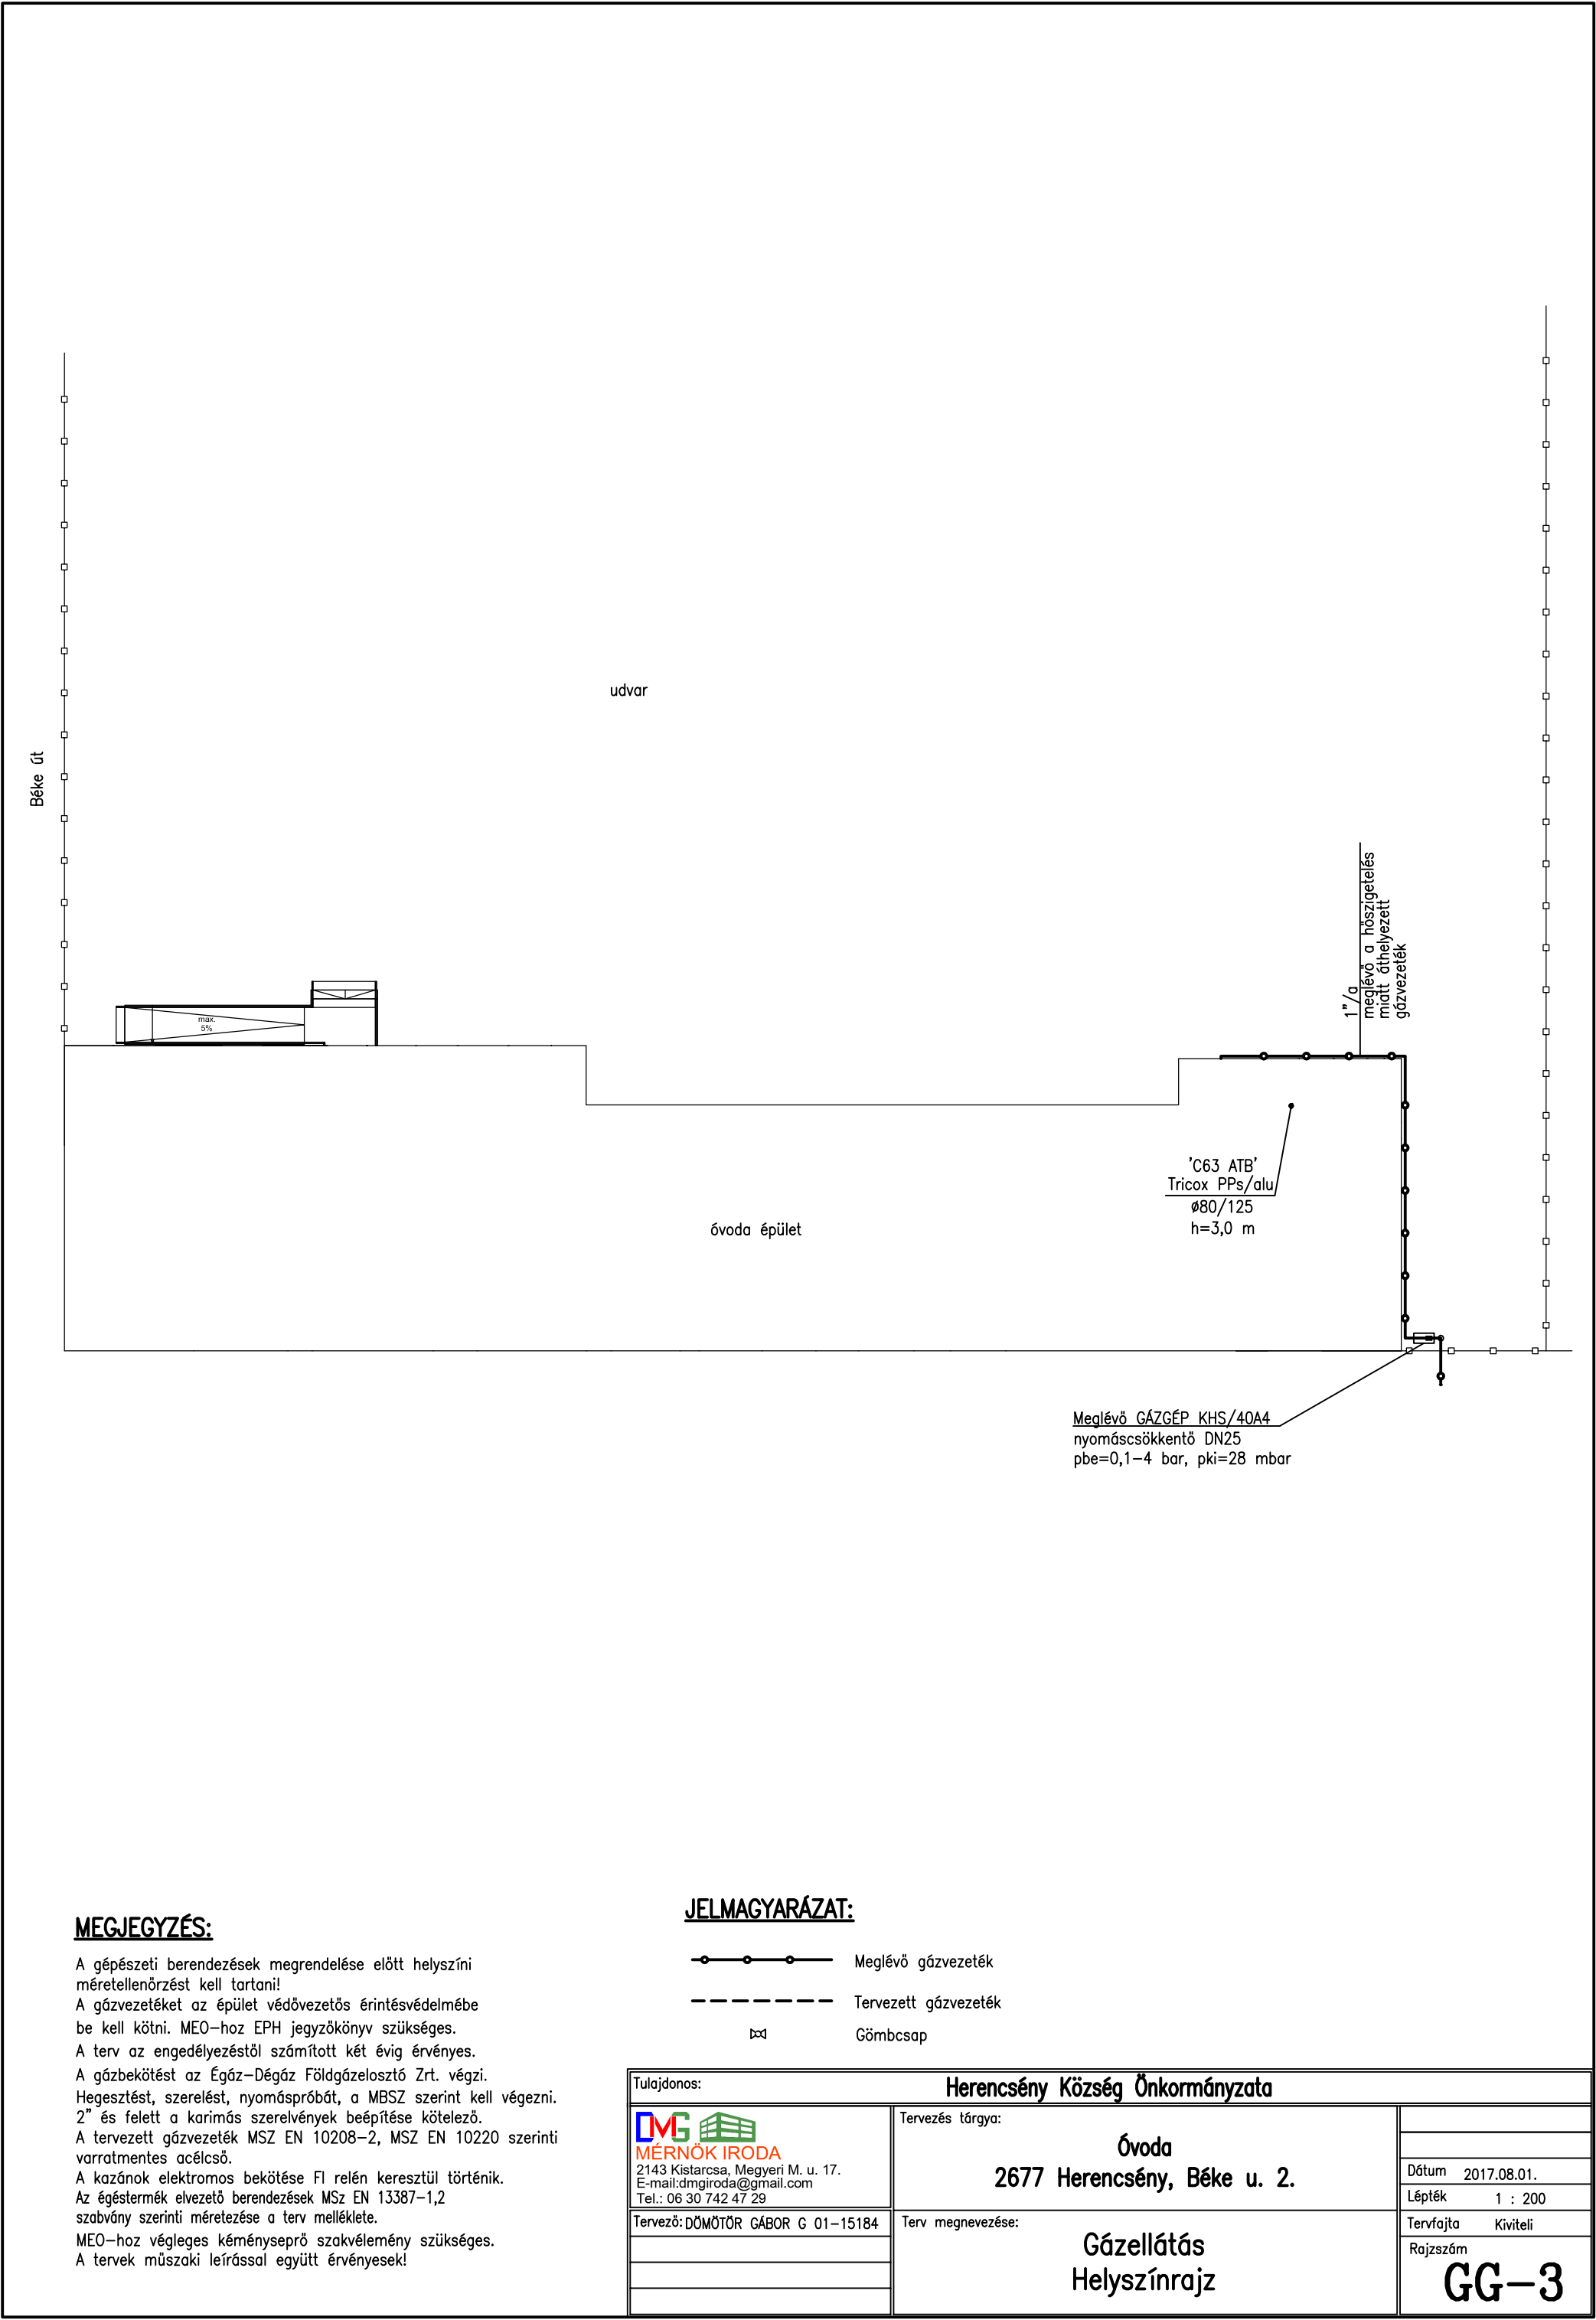 udvar
Béke út
max.
5%
1"/a
meglévő a hőszigetelés
miatt áthelyezett
gázvezeték
'C63 ATB'
Tricox PPs/alu
ø80/125
h=3,0 m
óvoda épület
Meglévő GÁZGÉP KHS/40A4
nyomáscsökkentő DN25
pbe=0,1-4 bar, pki=28 mbar
MEGJEGYZÉS:
A gépészeti berendezések megrendelése előtt helyszíni
méretellenőrzést kell tartani!
A gázvezetéket az épület védővezetős érintésvédelmébe
be kell kötni. MEO-hoz EPH jegyzőkönyv szükséges.
A terv az engedélyezéstől számított két évig érvényes.
A gázbekötést az Égáz-Dégáz Földgázelosztó Zrt. végzi.
Hegesztést, szerelést, nyomáspróbát, a MBSZ szerint kell végezni.
2" és felett a karimás szerelvények beépítése kötelező.
A tervezett gázvezeték MSZ EN 10208-2, MSZ EN 10220 szerinti
varratmentes acélcső.
A kazánok elektromos bekötése FI relén keresztül történik.
Az égéstermék elvezető berendezések MSz EN 13387-1,2
szabvány szerinti méretezése a terv melléklete.
MEO-hoz végleges kéményseprő szakvélemény szükséges.
A tervek műszaki leírással együtt érvényesek!
JELMAGYARÁZAT:
Meglévő gázvezeték
Tervezett gázvezeték
Gömbcsap
Tulajdonos: Herencsény Község Önkormányzata
DMG
MÉRNÖK IRODA
2143 Kistarcsa, Megyeri M. u. 17.
E-mail:dmgiroda@gmail.com
Tel.: 06 30 742 47 29
Tervezés tárgya:
Óvoda
2677 Herencsény, Béke u. 2.
Dátum 2017.08.01.
Lépték 1 : 200
Tervező: DÖMÖTÖR GÁBOR G 01-15184
Terv megnevezése:
Gázellátás
Helyszínrajz
Tervfajta Kiviteli
Rajzszám
GG-3